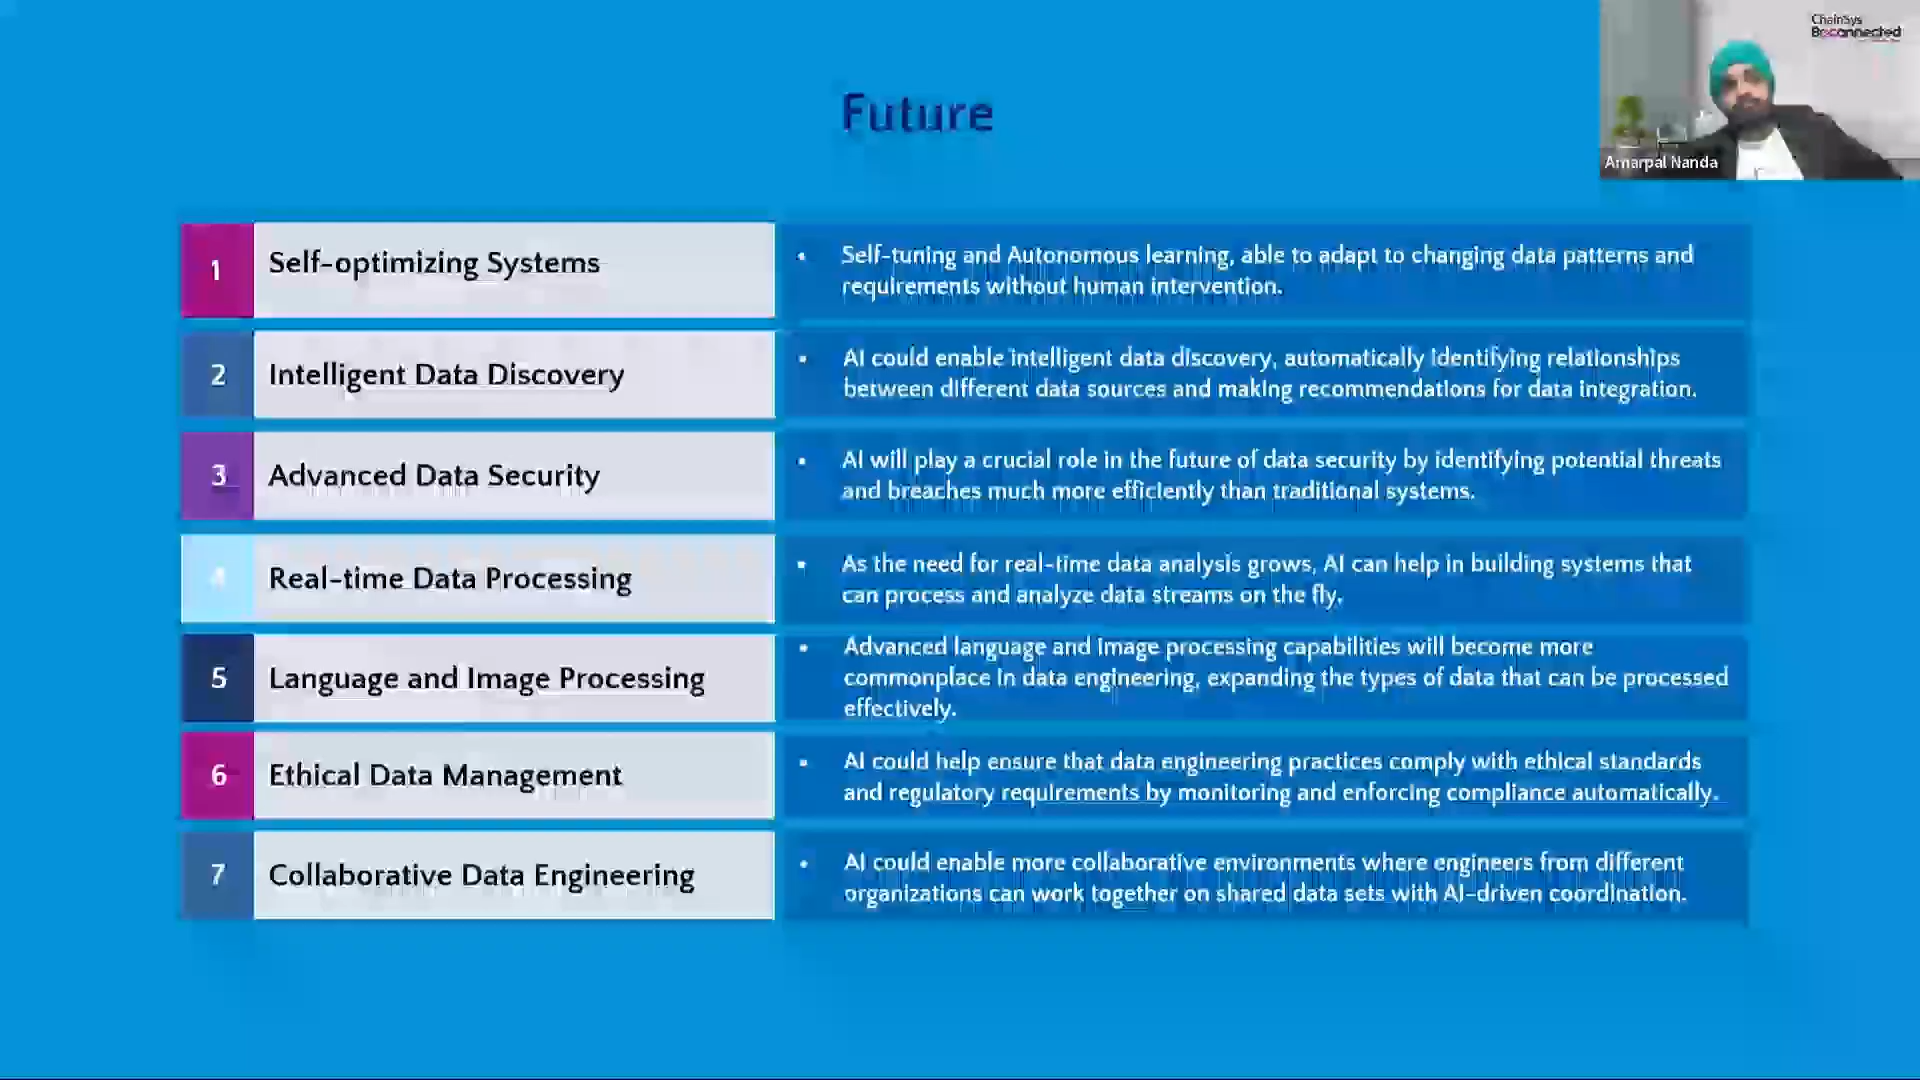 ChainSys
Beconnected
Future
Amarpal Nanda
1
Self-optimizing Systems
• Self-tuning and Autonomous learning, able to adapt to changing data patterns and
requirements without human intervention.
2
Intelligent Data Discovery
• AI could enable intelligent data discovery, automatically identifying relationships
between different data sources and making recommendations for data integration.
3
Advanced Data Security
• AI will play a crucial role in the future of data security by identifying potential threats
and breaches much more efficiently than traditional systems.
4
Real-time Data Processing
• As the need for real-time data analysis grows, AI can help in building systems that
can process and analyze data streams on the fly.
5
Language and Image Processing
• Advanced language and image processing capabilities will become more
commonplace in data engineering, expanding the types of data that can be processed
effectively.
6
Ethical Data Management
• AI could help ensure that data engineering practices comply with ethical standards
and regulatory requirements by monitoring and enforcing compliance automatically.
7
Collaborative Data Engineering
• AI could enable more collaborative environments where engineers from different
organizations can work together on shared data sets with AI-driven coordination.